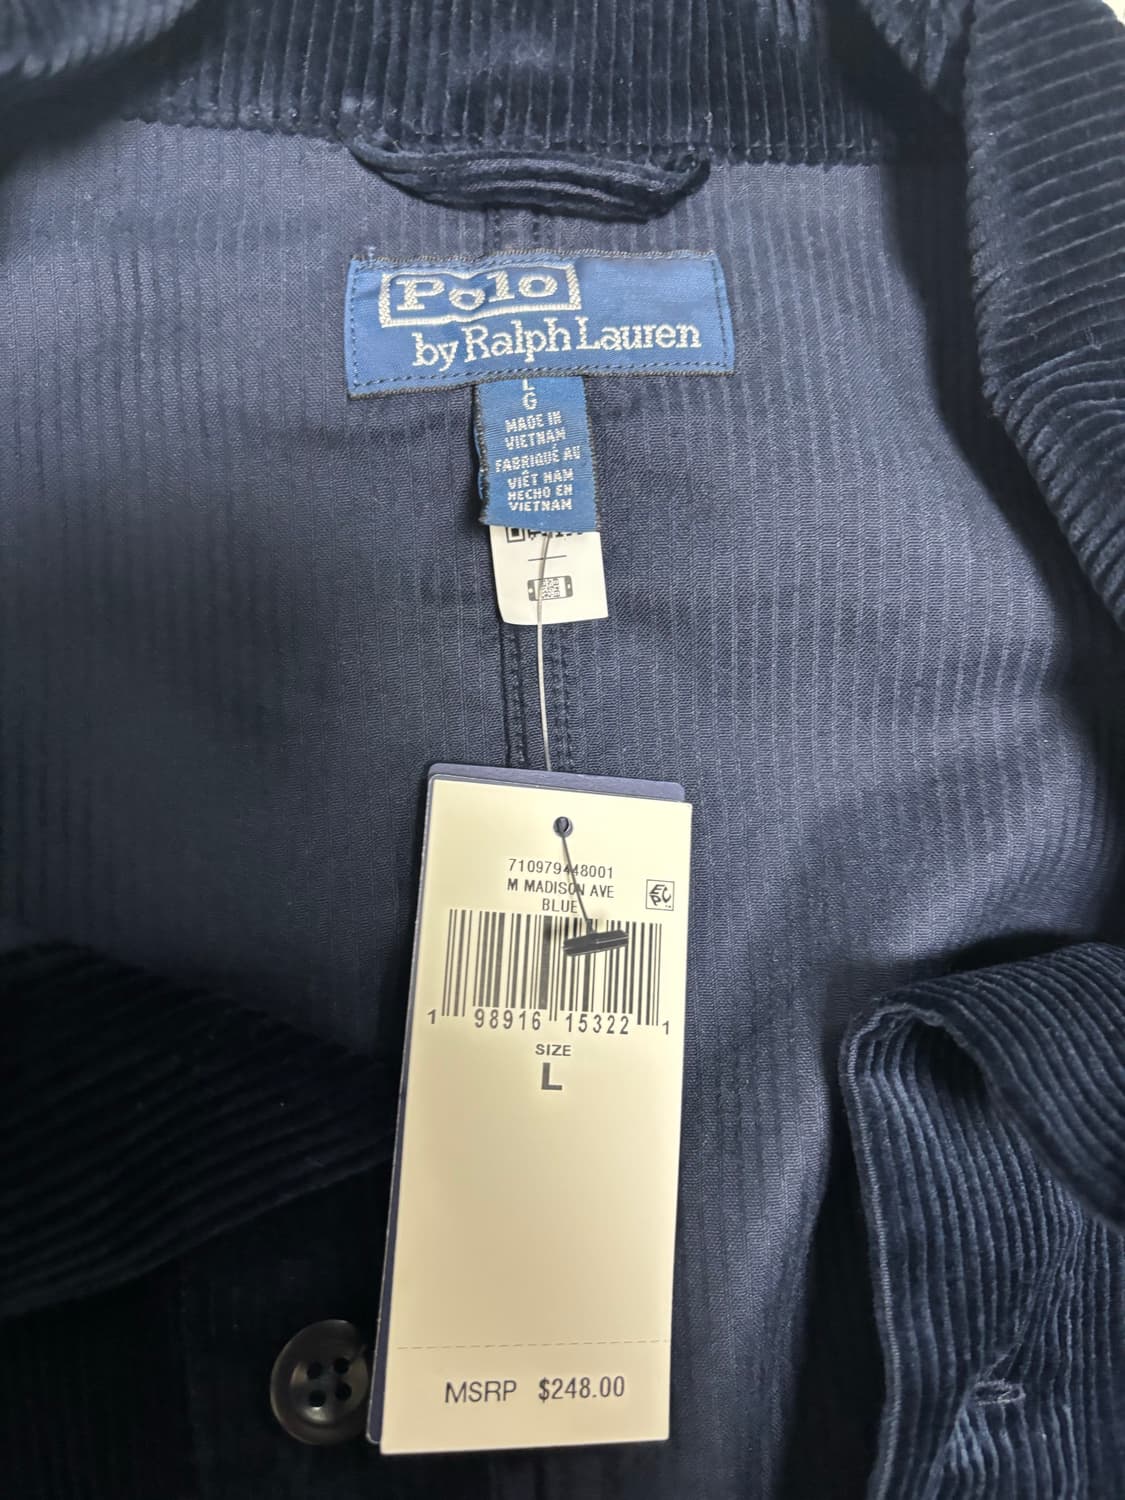 Polo
by Ralph Lauren
L
G
MADE IN
VIETNAM
FABRIQUÉ AU
VIÊT NAM
HECHO EN
VIETNAM
710979448001
M MADISON AVE
BLUE
1 98916 15322 1
SIZE
L
MSRP $248.00